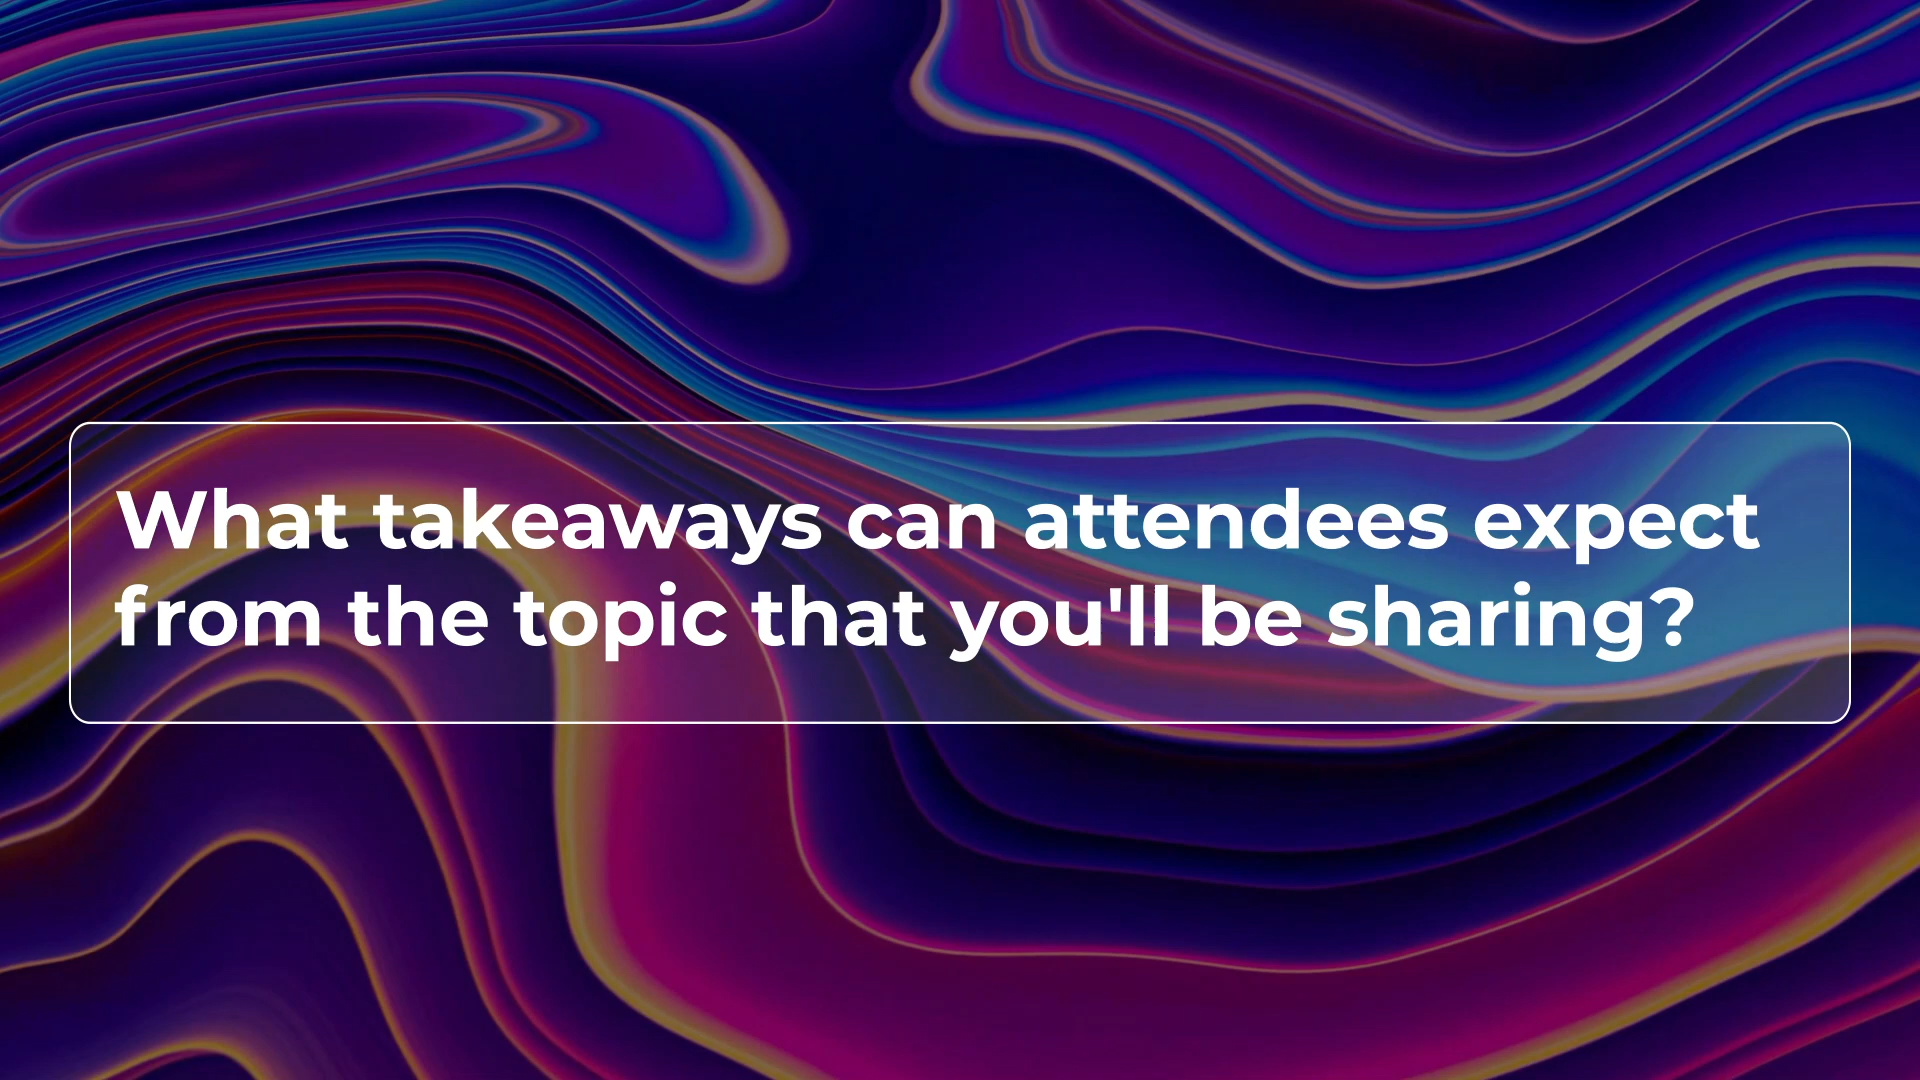 What takeaways can attendees expect
from the topic that you'll be sharing?